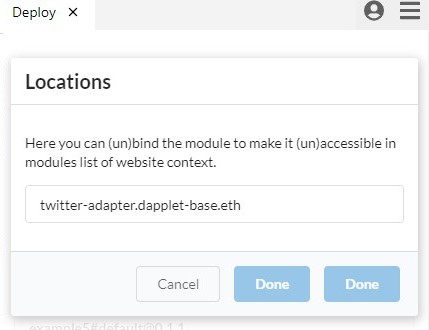 Deploy ×
Locations
Here you can (un)bind the module to make it (un)accessible in
modules list of website context.
twitter-adapter.dapplet-base.eth
Cancel Done Done
example5#default@0.1.1